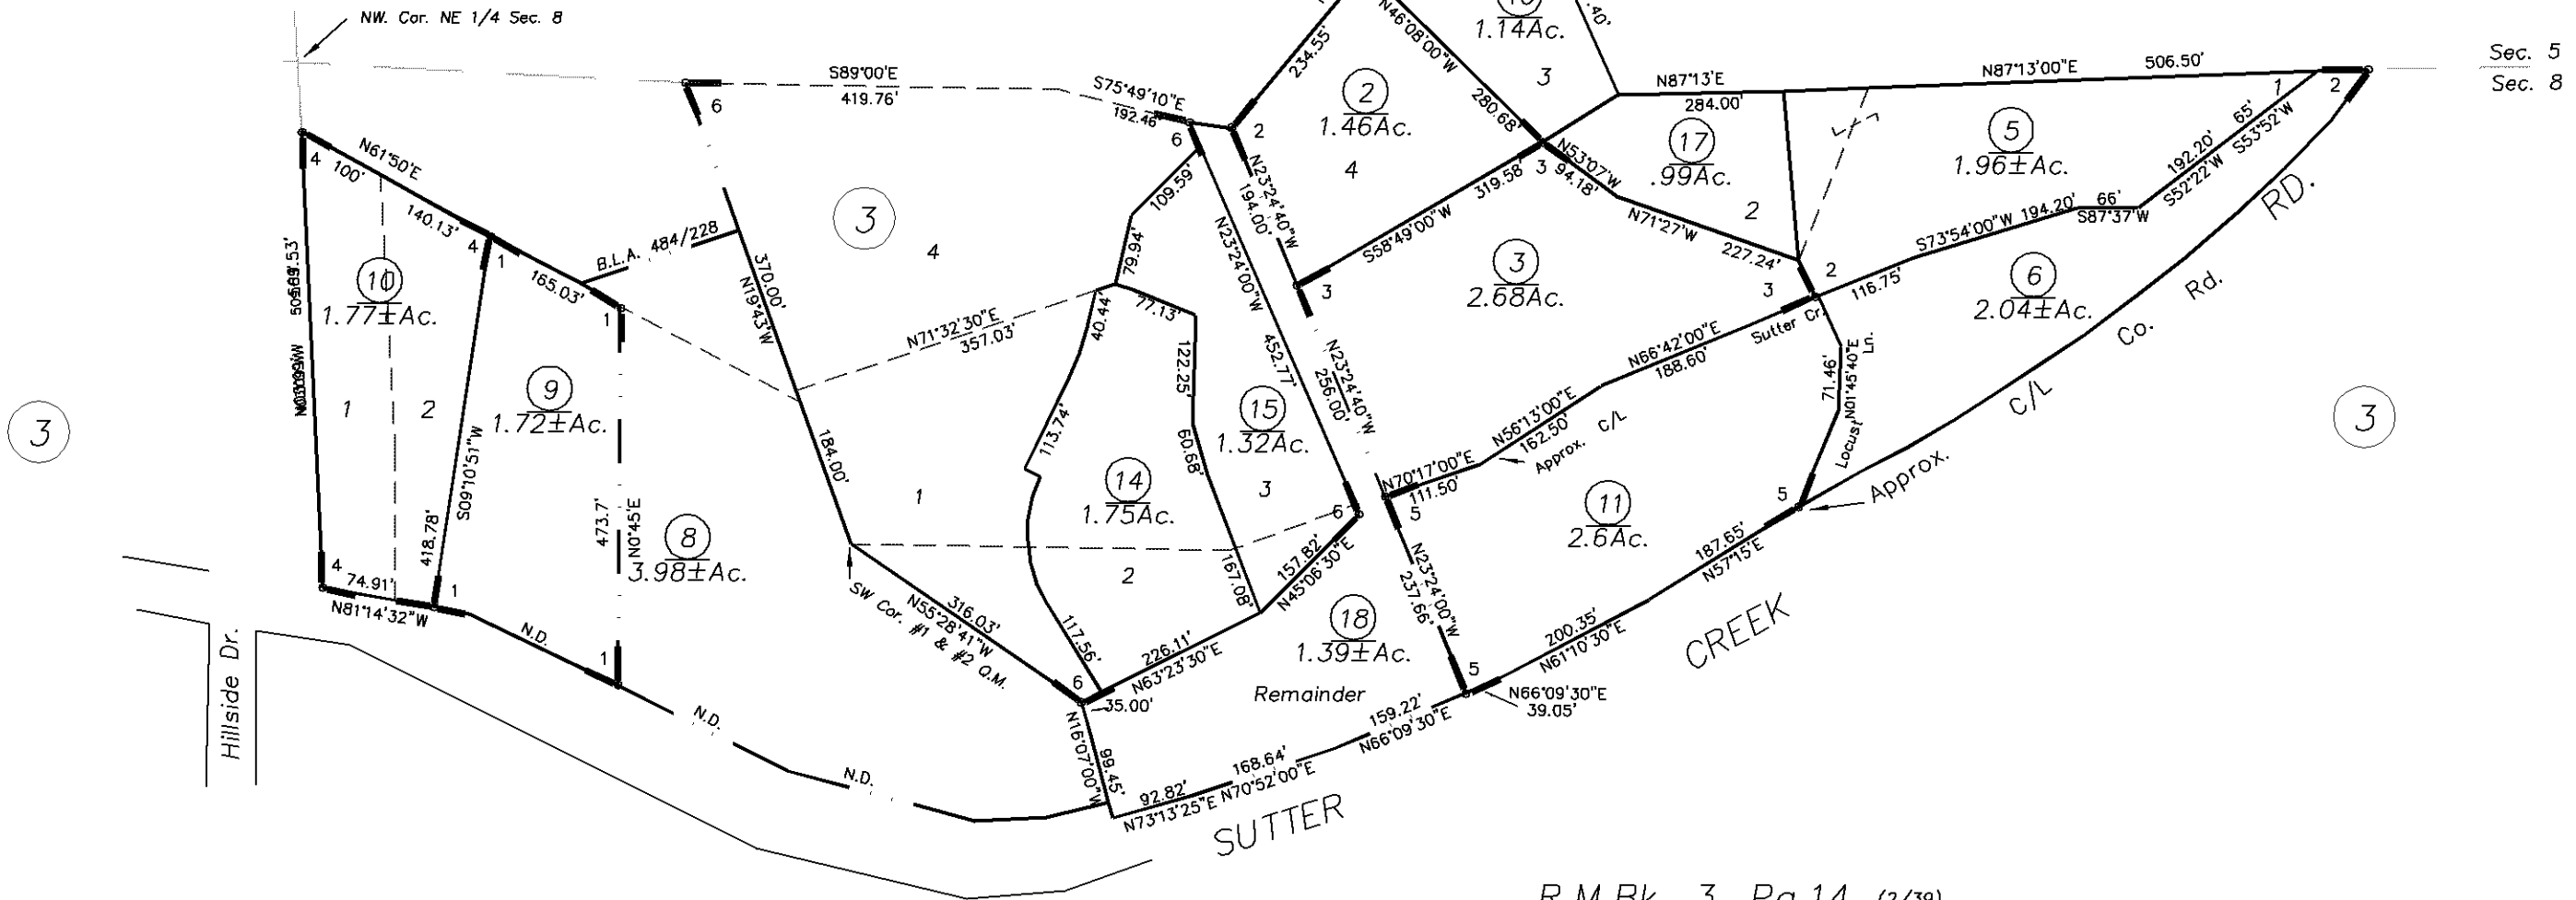 NW. Cor. NE 1/4 Sec. 8
S89°00'E
419.76'
S75°49'10"E
192.46'
6
6
234.55'
2
N46°08'00"W
280.68'
2
1.46Ac.
4
1.14Ac.
3
.40'
N87°13'E
284.00'
N87°13'00"E
506.50'
1
2
Sec. 5
Sec. 8
4
100'
N61°50'E
140.13'
4
1
165.03'
1
B.L.A. 484/228
3
4
370.00'
N19°43'W
184.00'
109.59'
79.94'
N23°24'40"W
194.00'
3
S58°49'00"W
319.58'
3
N53°07'W
94.18'
17
.99Ac.
2
N71°27'W
227.24'
5
1.96±Ac.
65'
S53°52'W
192.20'
S52°22'W
66'
S87°37'W
S73°54'00"W 194.20'
116.75'
2
3
10
1.77±Ac.
1
2
9
1.72±Ac.
S09°10'51"W
418.78'
473.7'
N0°45'E
8
3.98±Ac.
N71°32'30"E
357.03'
40.44'
77.13'
122.25'
113.74'
60.68'
N23°24'00"W
452.77'
N23°24'40"W
256.00'
3
2.68Ac.
N66°42'00"E
188.60'
Sutter Cr.
6
2.04±Ac.
RD.
Co. Rd.
C/L
Approx.
N56°13'00"E
162.50'
Approx. C/L
N70°17'00"E
111.50'
71.46'
N01°45'40"E
Locust Ln.
3
3
15
1.32Ac.
3
14
1.75Ac.
1
2
6
5
5
11
2.6Ac.
187.65'
N57°15'E
4
74.91'
N81°14'32"W
1
N.D.
1
N.D.
N.D.
SW Cor. #1 & #2 Q.M.
316.03'
N55°28'41"W
6
117.56'
35.00'
226.11'
N63°23'30"E
167.08'
157.82'
N45°06'30"E
18
1.39±Ac.
Remainder
N23°24'00"W
237.66'
5
200.35'
N61°10'30"E
N66°09'30"E
39.05'
159.22'
N66°09'30"E
168.64'
N70°52'00"E
92.82'
N73°13'25"E
N16°07'00"W
99.45'
Hillside Dr.
SUTTER
CREEK
R.M.Bk. 3, Pg.14 (2/39)